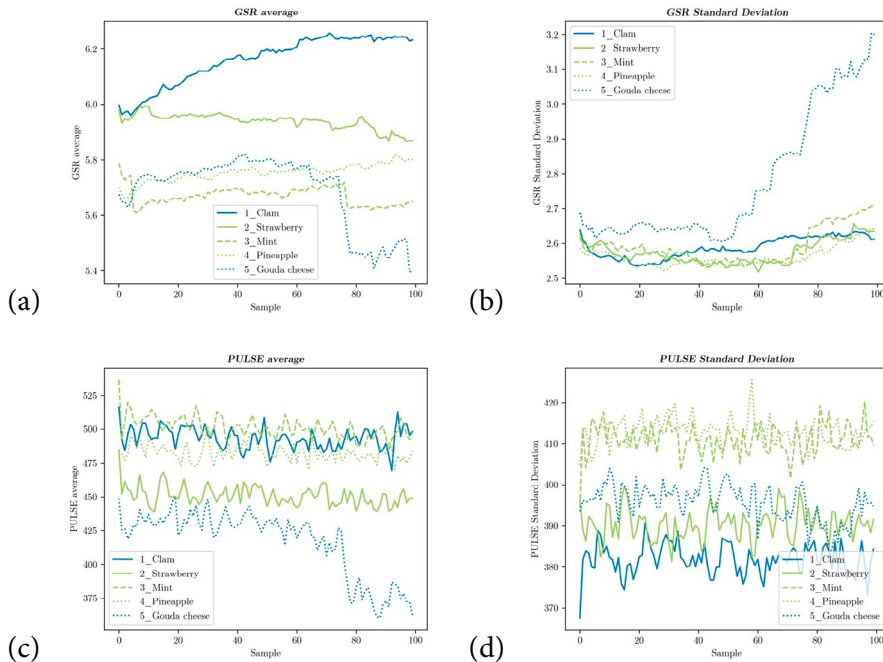 GSR average
GSR average
6.2
6.0
5.8
5.6
5.4
1_Clam
2_Strawberry
3_Mint
4_Pineapple
5_Gouda cheese
0 20 40 60 80 100
Sample
(a)
GSR Standard Deviation
GSR Standard Deviation
3.2
3.1
3.0
2.9
2.8
2.7
2.6
2.5
1_Clam
2_Strawberry
3_Mint
4_Pineapple
5_Gouda cheese
0 20 40 60 80 100
Sample
(b)
PULSE average
PULSE average
525
500
475
450
425
400
375
1_Clam
2_Strawberry
3_Mint
4_Pineapple
5_Gouda cheese
0 20 40 60 80 100
Sample
(c)
PULSE Standard Deviation
PULSE Standard Deviation
420
410
400
390
380
370
1_Clam
2_Strawberry
3_Mint
4_Pineapple
5_Gouda cheese
0 20 40 60 80 100
Sample
(d)